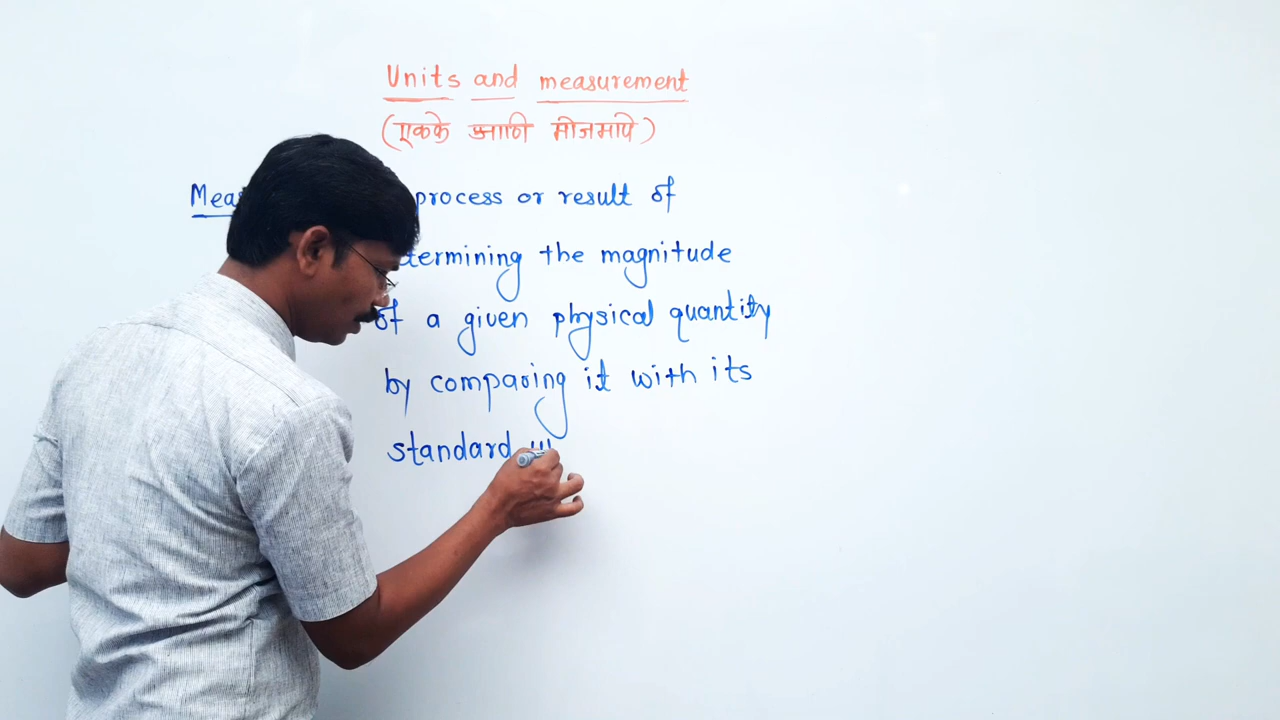 Units and measurement
(एकके आणि मोजमापे)
process or result of
termining the magnitude
of a given physical quantity
by comparing it with its
standard